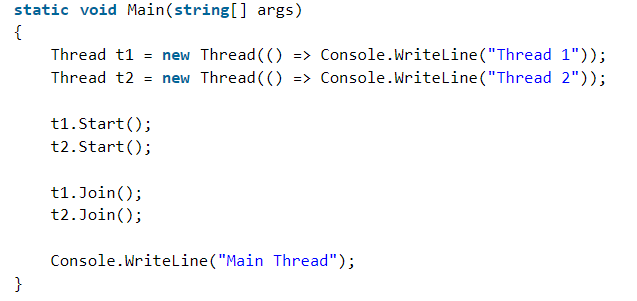 static void Main(string[] args)
{
    Thread t1 = new Thread(() => Console.WriteLine("Thread 1"));
    Thread t2 = new Thread(() => Console.WriteLine("Thread 2"));

    t1.Start();
    t2.Start();

    t1.Join();
    t2.Join();

    Console.WriteLine("Main Thread");
}